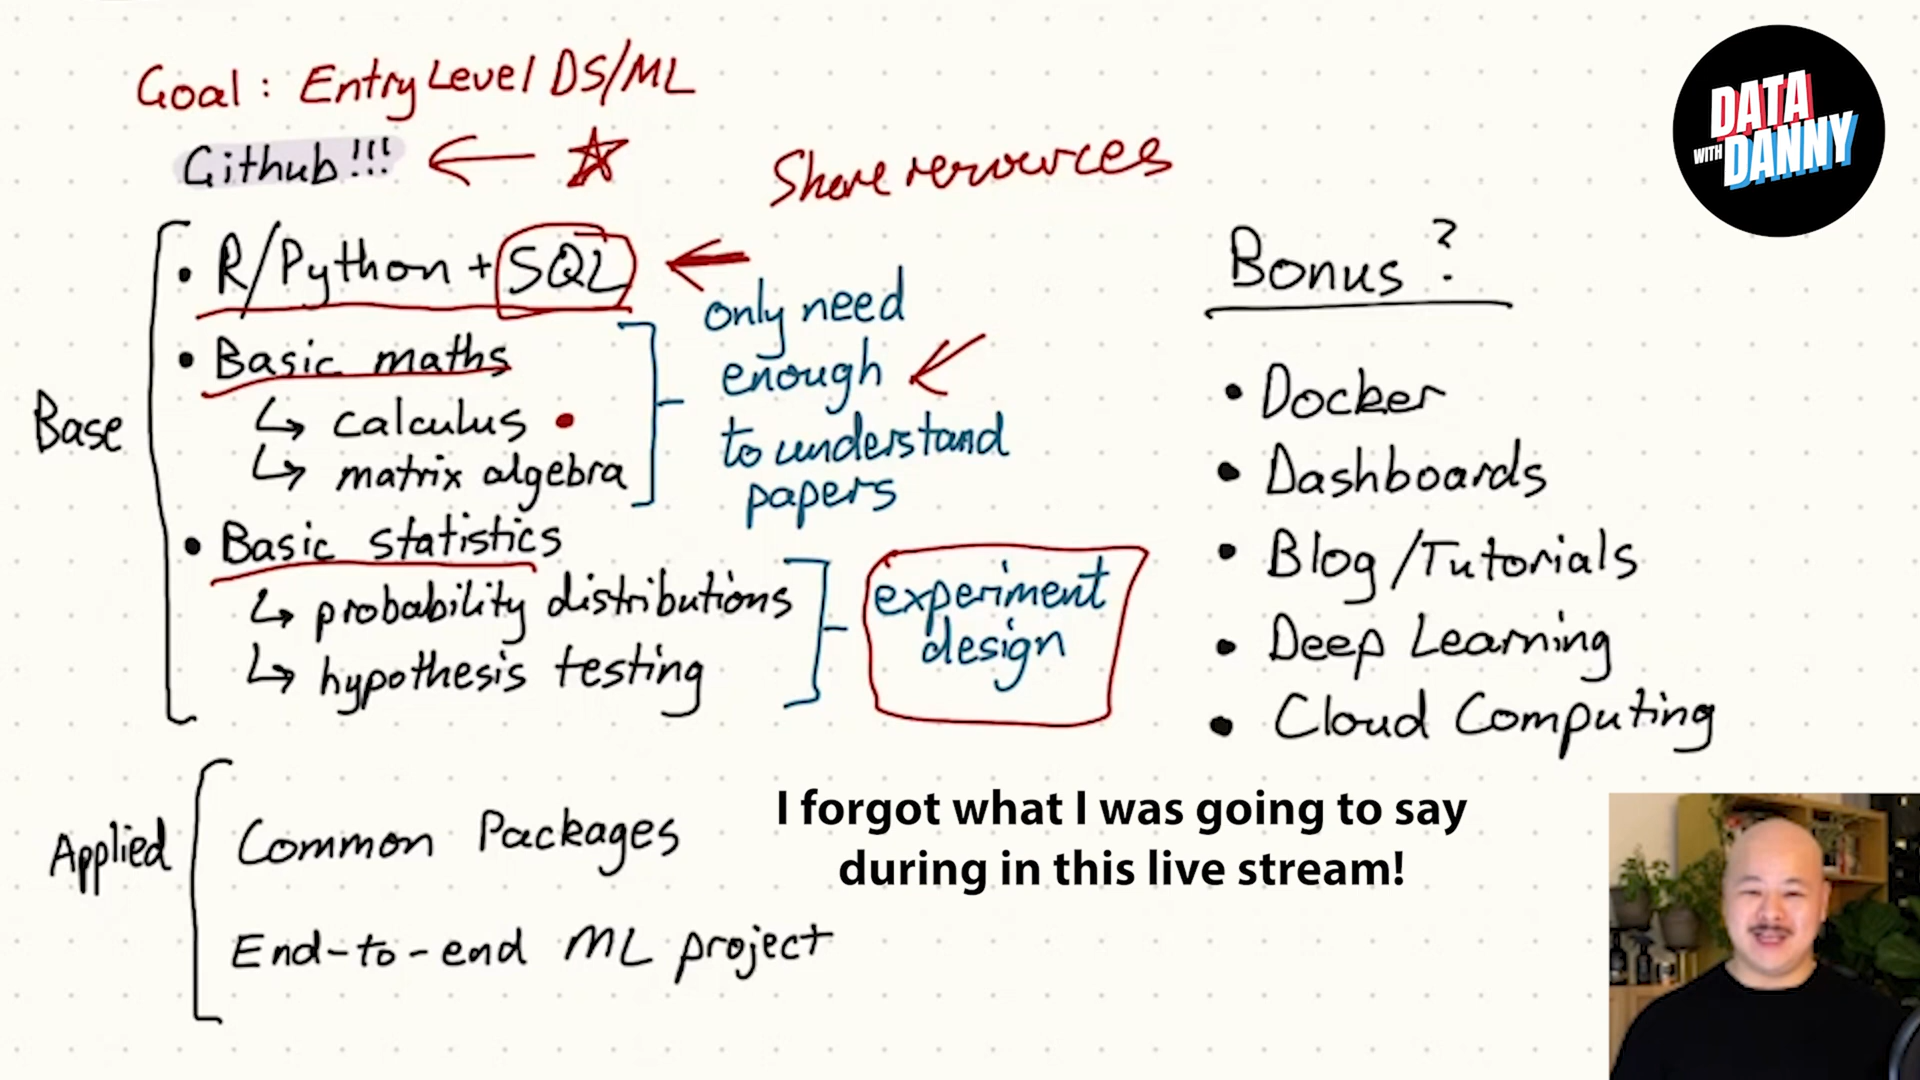 Goal : Entry Level DS/ML
Github!!!
Share resources
DATA
WITH DANNY
Base
• R/Python + SQL
• Basic maths
↳ calculus
↳ matrix algebra
only need
enough
to understand
papers
• Basic statistics
↳ probability distributions
↳ hypothesis testing
experiment
design
Bonus?
• Docker
• Dashboards
• Blog/Tutorials
• Deep Learning
• Cloud Computing
Applied
Common Packages
End-to-end ML project
I forgot what I was going to say
during in this live stream!